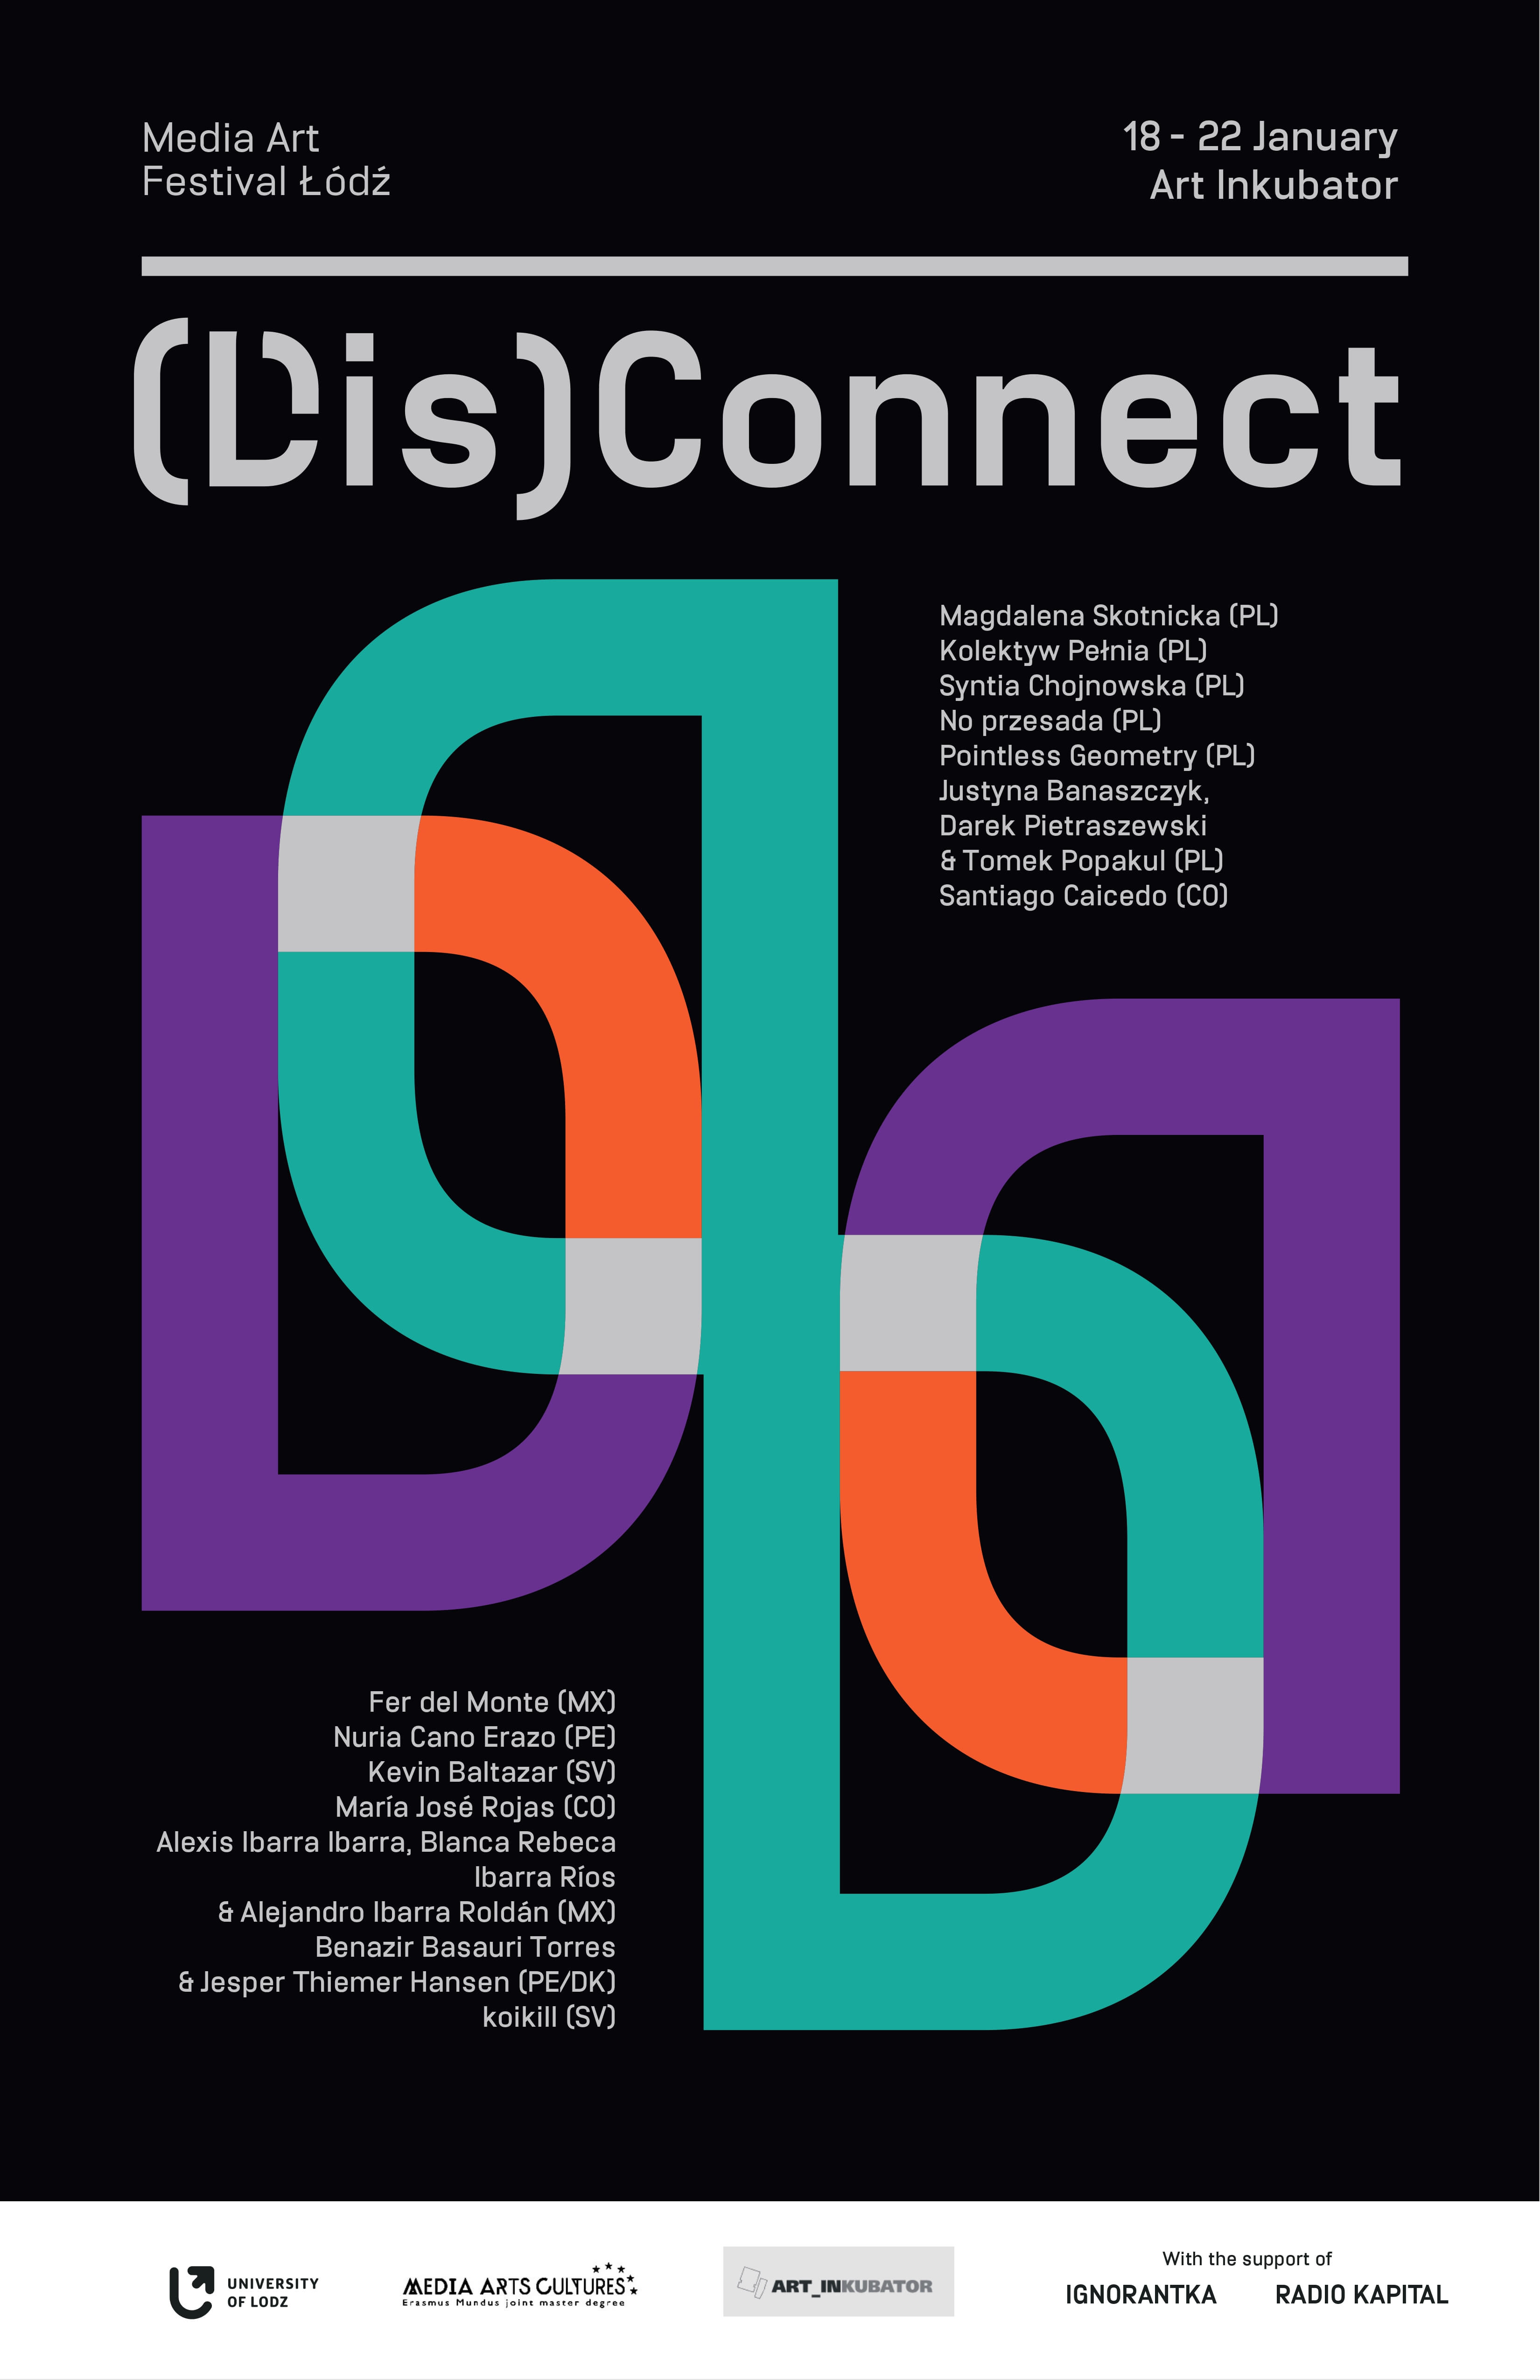 Media Art
Festival Łódź
18 - 22 January
Art Inkubator
(Dis)Connect
Magdalena Skotnicka (PL)
Kolektyw Pełnia (PL)
Syntia Chojnowska (PL)
No przesada (PL)
Pointless Geometry (PL)
Justyna Banaszczyk,
Darek Pietraszewski
& Tomek Popakul (PL)
Santiago Caicedo (CO)
Fer del Monte (MX)
Nuria Cano Erazo (PE)
Kevin Baltazar (SV)
María José Rojas (CO)
Alexis Ibarra Ibarra, Blanca Rebeca
Ibarra Ríos
& Alejandro Ibarra Roldán (MX)
Benazir Basauri Torres
& Jesper Thiemer Hansen (PE/DK)
koikill (SV)
UNIVERSITY
OF LODZ
MEDIA ARTS CULTURES
Erasmus Mundus joint master degree
ART_INKUBATOR
With the support of
IGNORANTKA RADIO KAPITAL